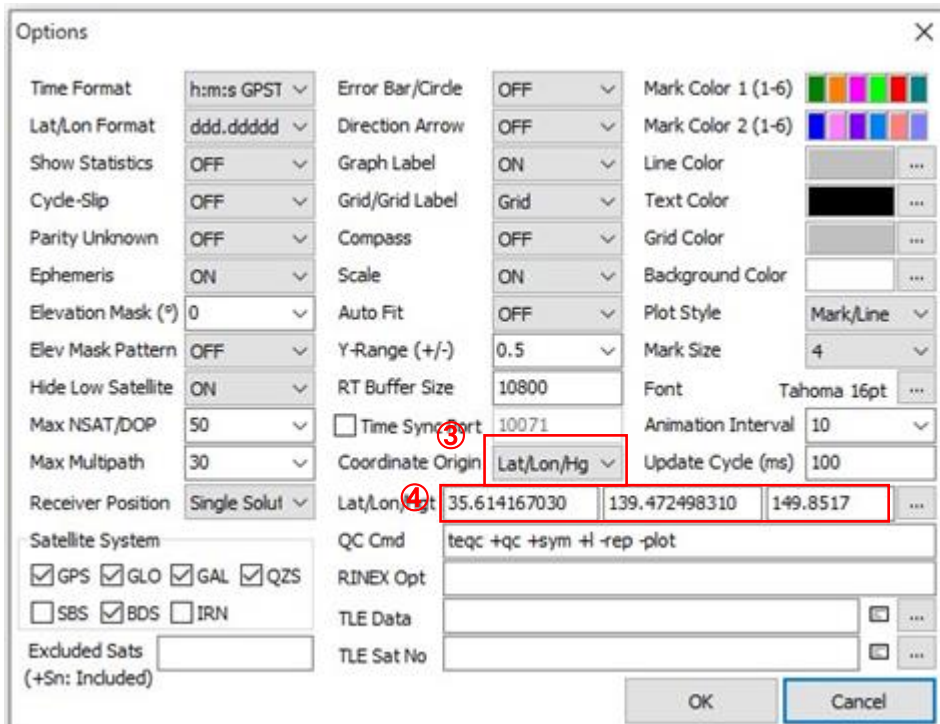 Options
Time Format h:m:s GPST Error Bar/Circle OFF Mark Color 1 (1-6)
Lat/Lon Format ddd.ddddd Direction Arrow OFF Mark Color 2 (1-6)
Show Statistics OFF Graph Label ON Line Color ...
Cycle-Slip OFF Grid/Grid Label Grid Text Color ...
Parity Unknown OFF Compass OFF Grid Color ...
Ephemeris ON Scale ON Background Color ...
Elevation Mask (°) 0 Auto Fit OFF Plot Style Mark/Line
Elev Mask Pattern OFF Y-Range (+/-) 0.5 Mark Size 4
Hide Low Satellite ON RT Buffer Size 10800 Font Tahoma 16pt ...
Max NSAT/DOP 50 Time Sync Port 10071 Animation Interval 10
③
Max Multipath 30 Coordinate Origin Lat/Lon/Hg Update Cycle (ms) 100
Receiver Position Single Solut Lat/Lon/Hgt ④ 35.614167030 139.472498310 149.8517 ...
Satellite System QC Cmd teqc +qc +sym +l -rep -plot
GPS GLO GAL QZS RINEX Opt
SBS BDS IRN TLE Data ...
Excluded Sats TLE Sat No ...
(+Sn: Included)
OK Cancel